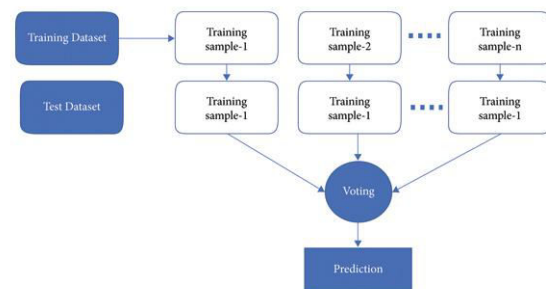 Training Dataset
Training
sample-1
Training
sample-2
Training
sample-n
Test Dataset
Training
sample-1
Training
sample-1
Training
sample-1
Voting
Prediction